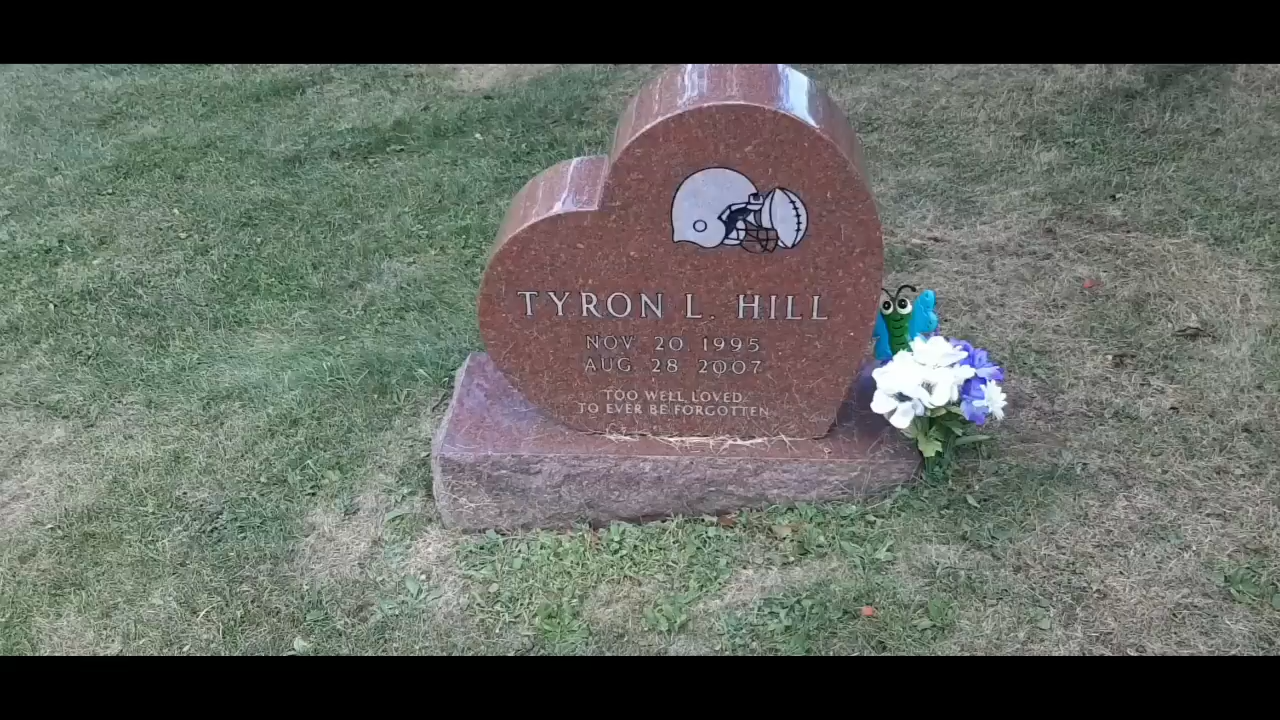 TYRON L. HILL
NOV. 20, 1995
AUG. 28, 2007
TOO WELL LOVED
TO EVER BE FORGOTTEN